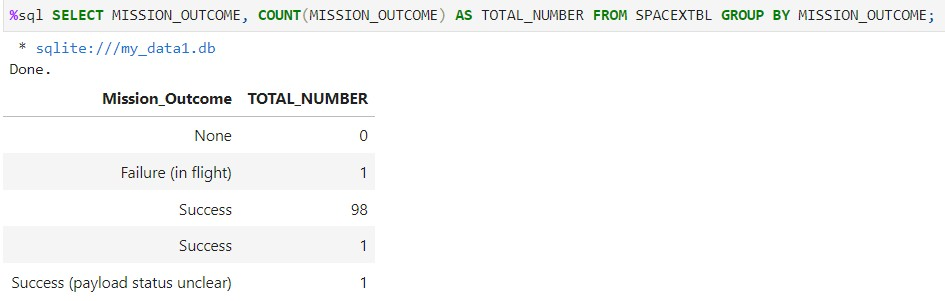 %sql SELECT MISSION_OUTCOME, COUNT(MISSION_OUTCOME) AS TOTAL_NUMBER FROM SPACEXTBL GROUP BY MISSION_OUTCOME;
* sqlite:///my_data1.db
Done.
Mission_Outcome TOTAL_NUMBER
None 0
Failure (in flight) 1
Success 98
Success 1
Success (payload status unclear) 1